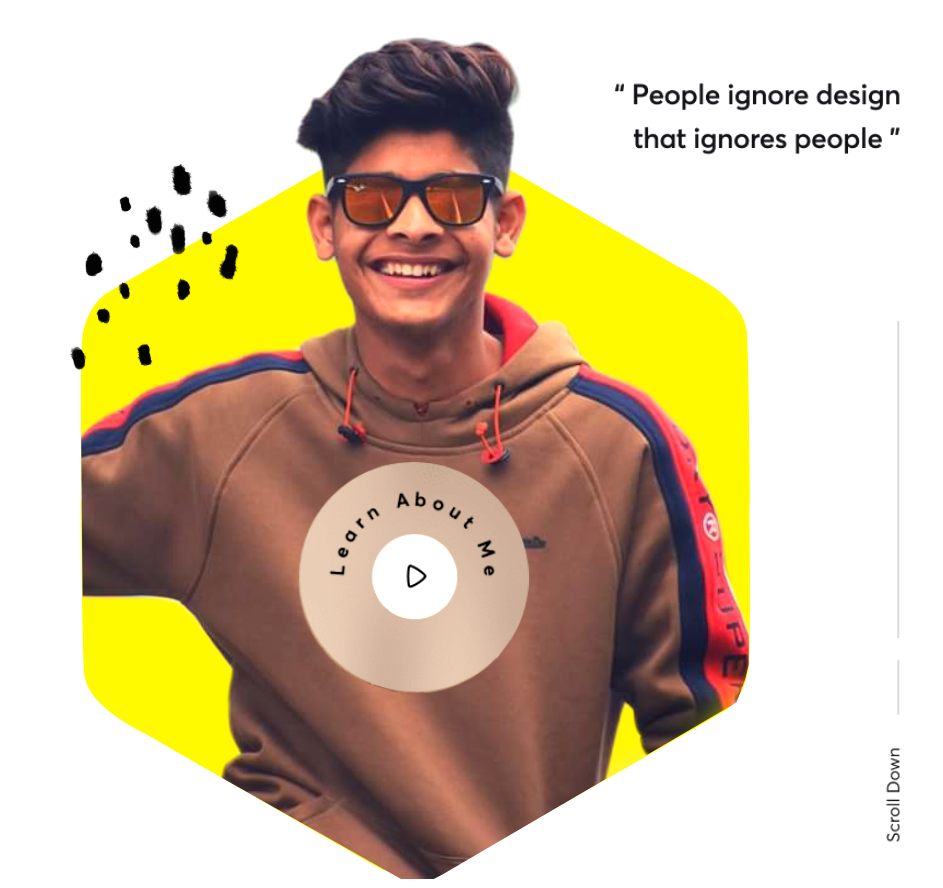 “ People ignore design
that ignores people ”
Learn About Me
Scroll Down